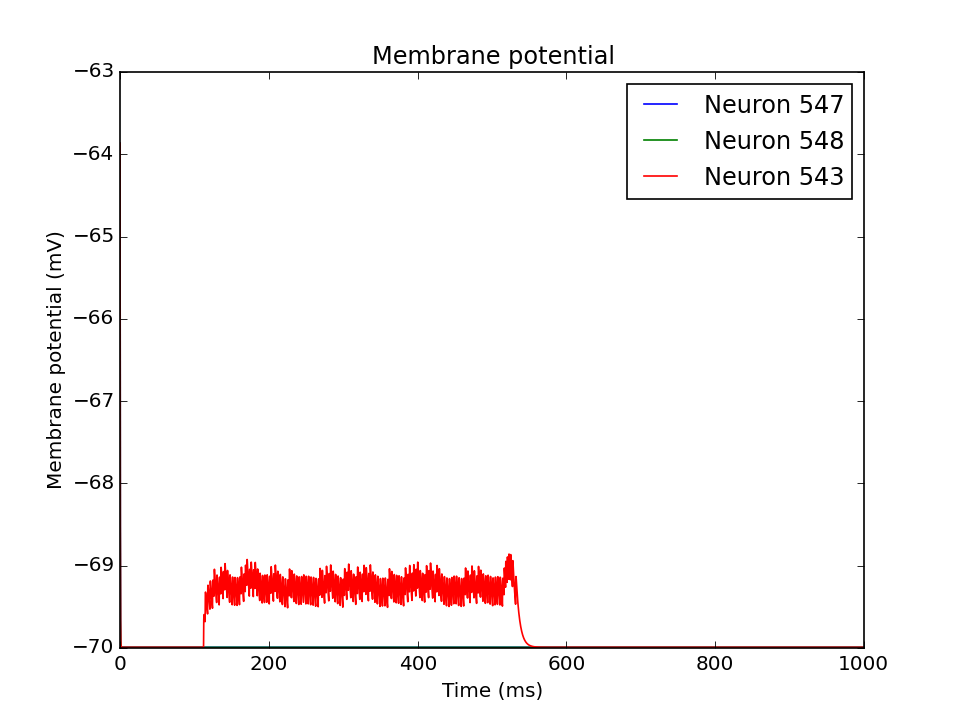 Membrane potential
Neuron 547
Neuron 548
Neuron 543
Membrane potential (mV)
−63
−64
−65
−66
−67
−68
−69
−70
0 200 400 600 800 1000
Time (ms)